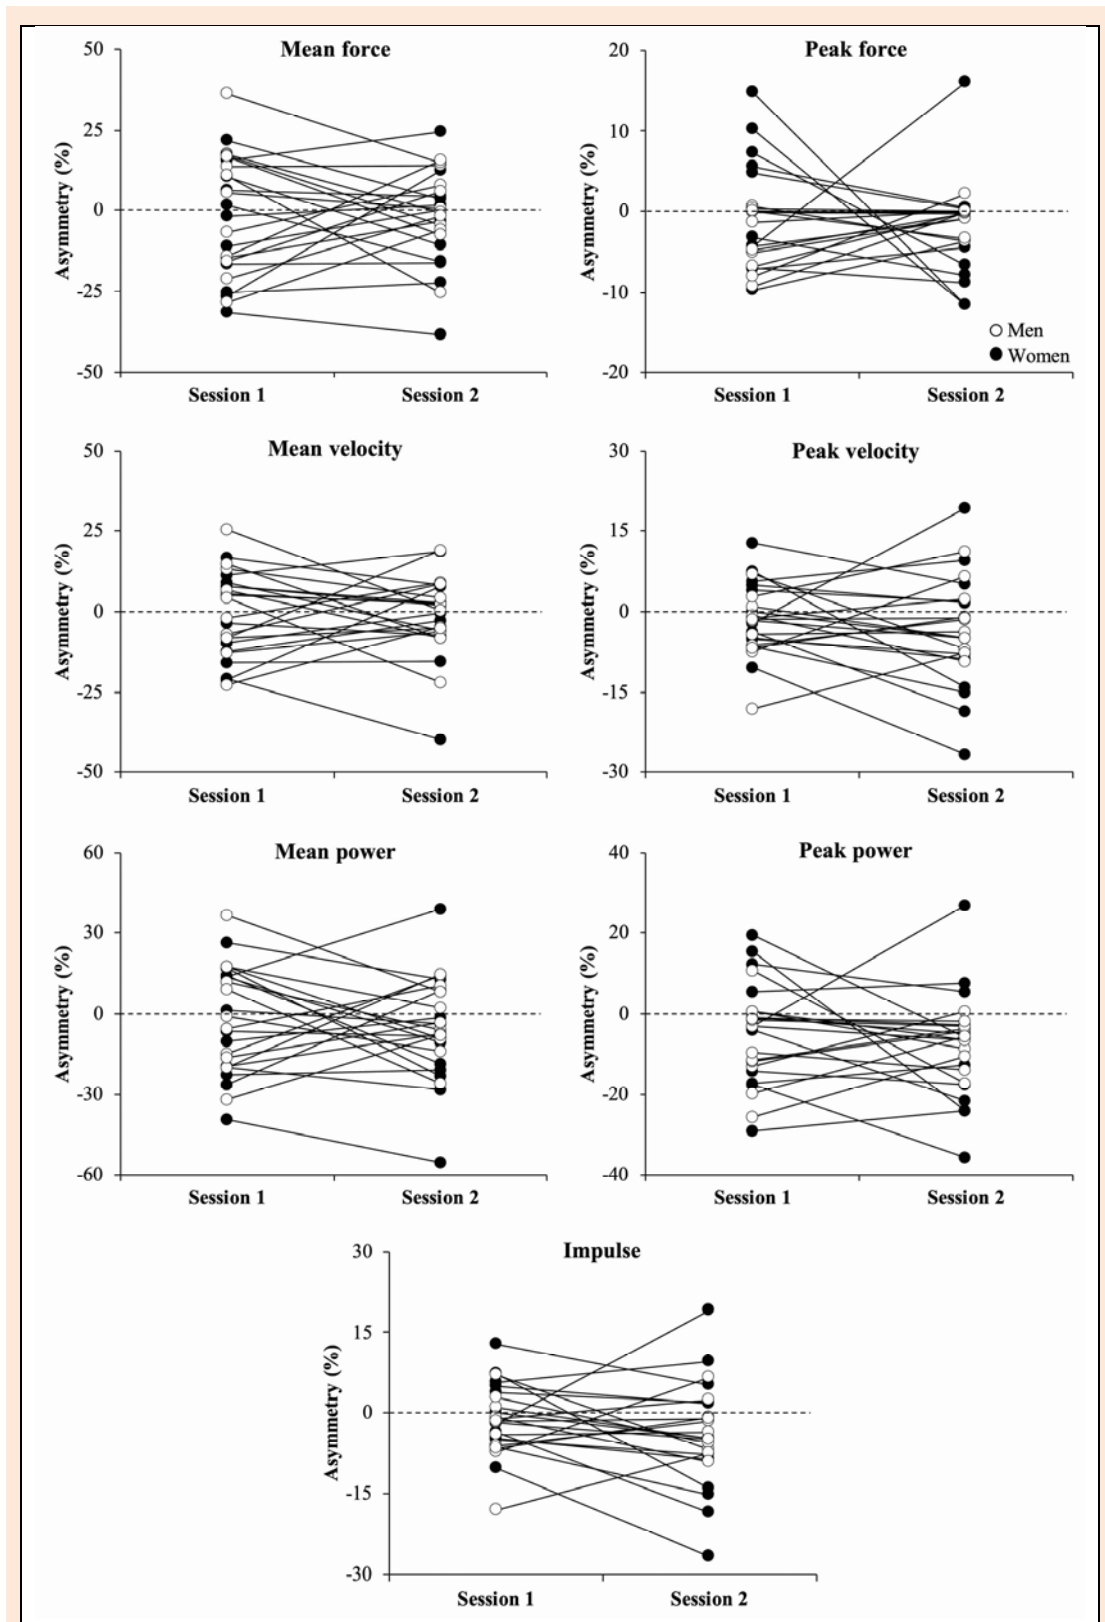 Mean force
50
25
0
-25
-50
Asymmetry (%)
Session 1
Session 2
Peak force
20
10
0
-10
-20
Asymmetry (%)
Men
Women
Session 1
Session 2
Mean velocity
50
25
0
-25
-50
Asymmetry (%)
Session 1
Session 2
Peak velocity
30
15
0
-15
-30
Asymmetry (%)
Session 1
Session 2
Mean power
60
30
0
-30
-60
Asymmetry (%)
Session 1
Session 2
Peak power
40
20
0
-20
-40
Asymmetry (%)
Session 1
Session 2
Impulse
30
15
0
-15
-30
Asymmetry (%)
Session 1
Session 2